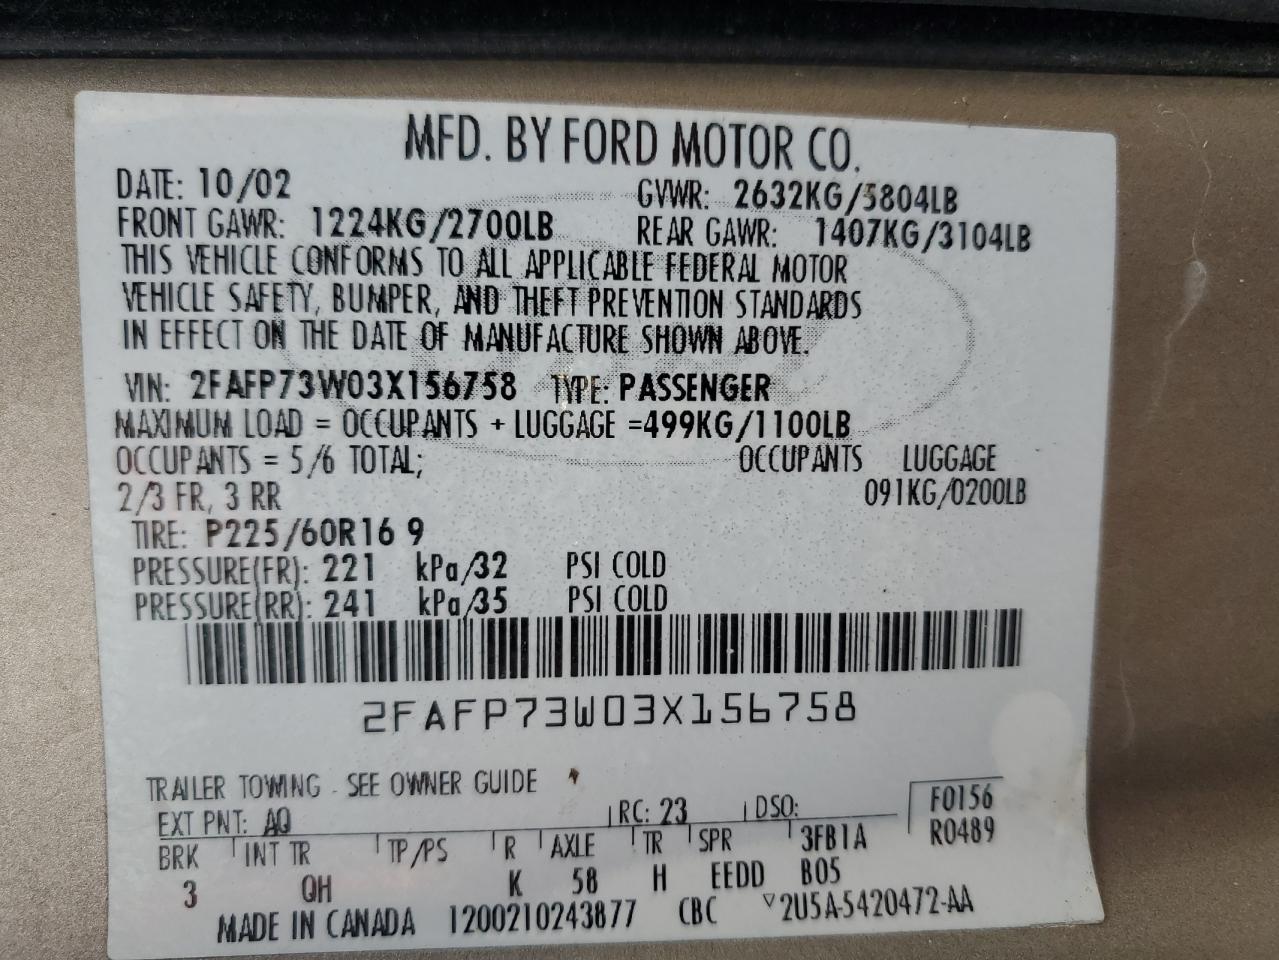 MFD. BY FORD MOTOR CO.
DATE: 10/02 GVWR: 2632KG/5804LB
FRONT GAWR: 1224KG/2700LB REAR GAWR: 1407KG/3104LB
THIS VEHICLE CONFORMS TO ALL APPLICABLE FEDERAL MOTOR
VEHICLE SAFETY, BUMPER, AND THEFT PREVENTION STANDARDS
IN EFFECT ON THE DATE OF MANUFACTURE SHOWN ABOVE.
VIN: 2FAFP73W03X156758 TYPE: PASSENGER
MAXIMUM LOAD = OCCUPANTS + LUGGAGE =499KG/1100LB
OCCUPANTS = 5/6 TOTAL; OCCUPANTS LUGGAGE
2/3 FR, 3 RR 091KG/0200LB
TIRE: P225/60R16 9
PRESSURE(FR): 221 kPa/32 PSI COLD
PRESSURE(RR): 241 kPa/35 PSI COLD
2FAFP73W03X156758
TRAILER TOWING - SEE OWNER GUIDE
EXT PNT: AQ RC: 23 DSO: F0156
BRK INT TR TP/PS R AXLE TR SPR 3FB1A R0489
3 QH K 58 H EEDD B05
MADE IN CANADA 1200210243877 CBC ▽2U5A-5420472-AA